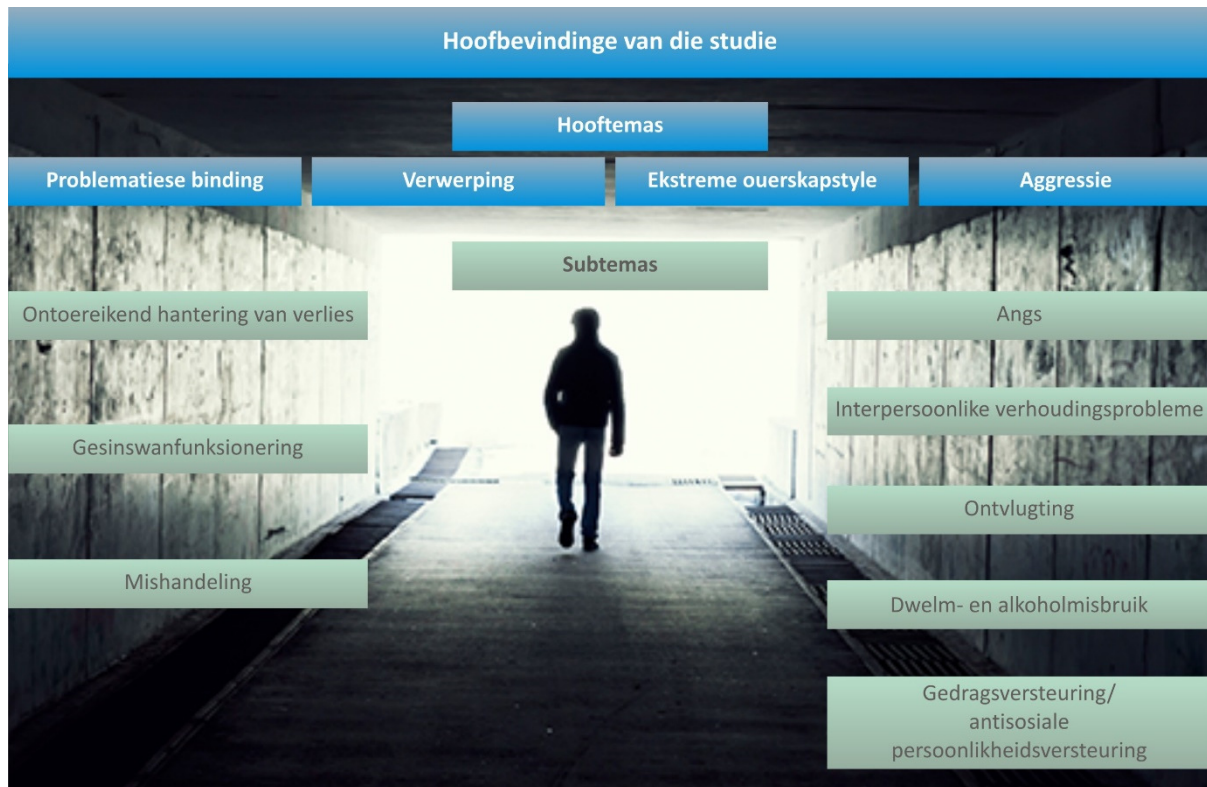 Hoofbevindinge van die studie
Hooftemas
Problematiese binding
Verwerping
Ekstreme ouerskapstyle
Aggressie
Subtemas
Ontoereikend hantering van verlies
Gesinswanfunksionering
Mishandeling
Angs
Interpersoonlike verhoudingsprobleme
Ontvlugting
Dwelm- en alkoholmisbruik
Gedragsversteuring/
antisosiale
persoonlikheidsversteuring